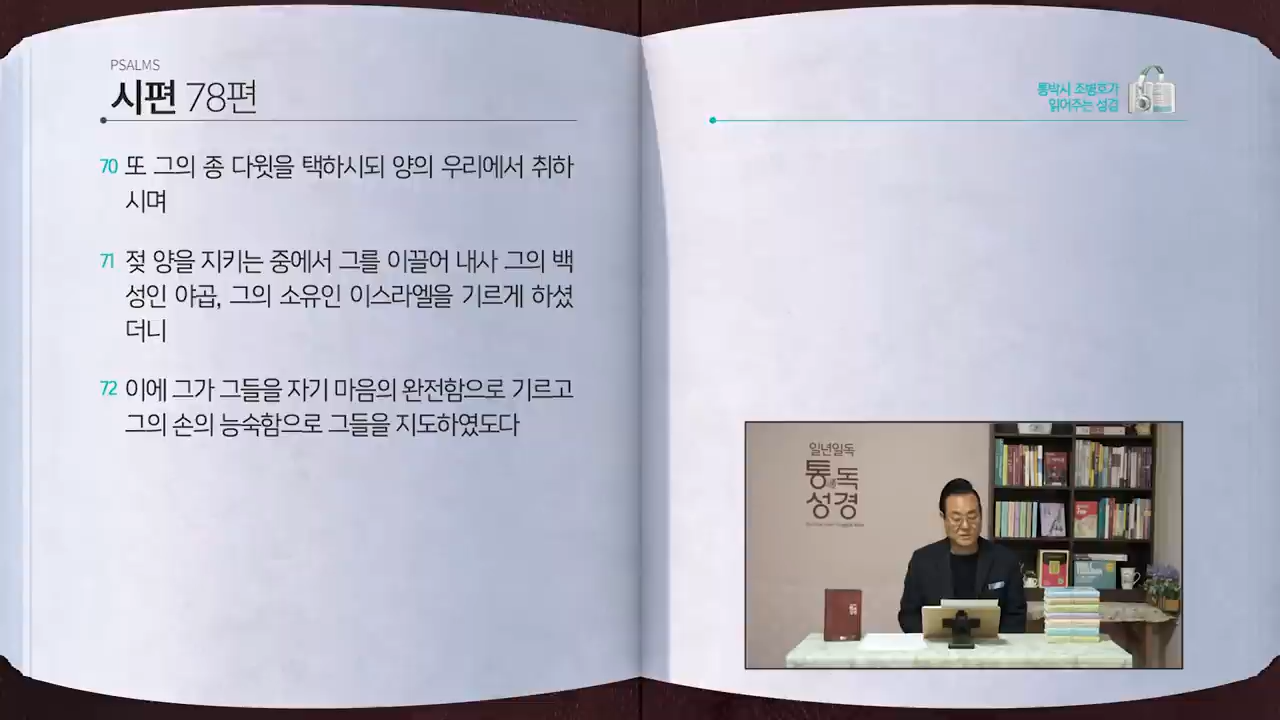 PSALMS
시편 78편
70 또 그의 종 다윗을 택하시되 양의 우리에서 취하
시며
71 젖 양을 지키는 중에서 그를 이끌어 내사 그의 백
성인 야곱, 그의 소유인 이스라엘을 기르게 하셨
더니
72 이에 그가 그들을 자기 마음의 완전함으로 기르고
그의 손의 능숙함으로 그들을 지도하였도다
통박사 조병호가
읽어주는 성경
일년일독
통독
성경